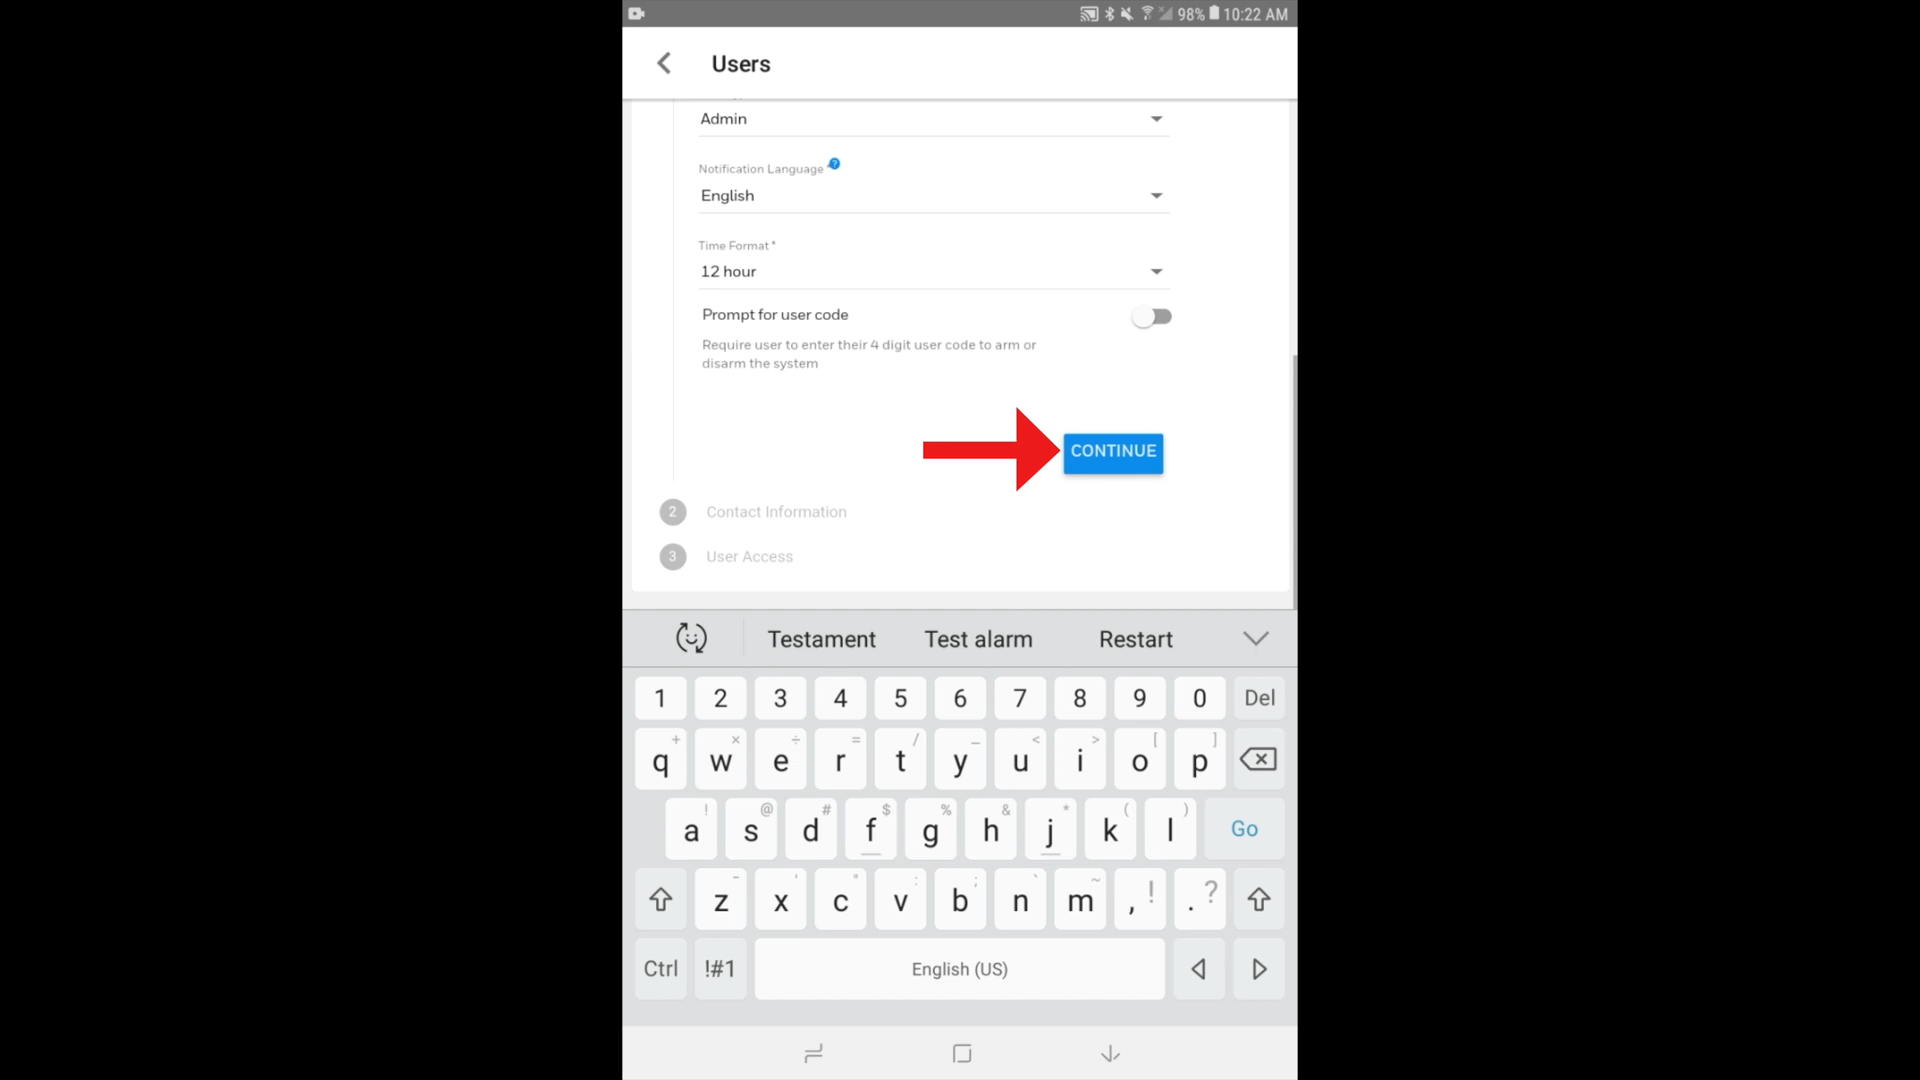 98% 10:22 AM
Users
Admin
Notification Language ?
English
Time Format *
12 hour
Prompt for user code
Require user to enter their 4 digit user code to arm or
disarm the system
CONTINUE
2 Contact Information
3 User Access
Testament Test alarm Restart
1 2 3 4 5 6 7 8 9 0 Del
+ × ÷ = / _ < > [ ]
q w e r t y u i o p
! @ # $ % & * ( )
a s d f g h j k l Go
- ' " : ; ` ~ ! ?
z x c v b n m , .
Ctrl !#1 English (US)